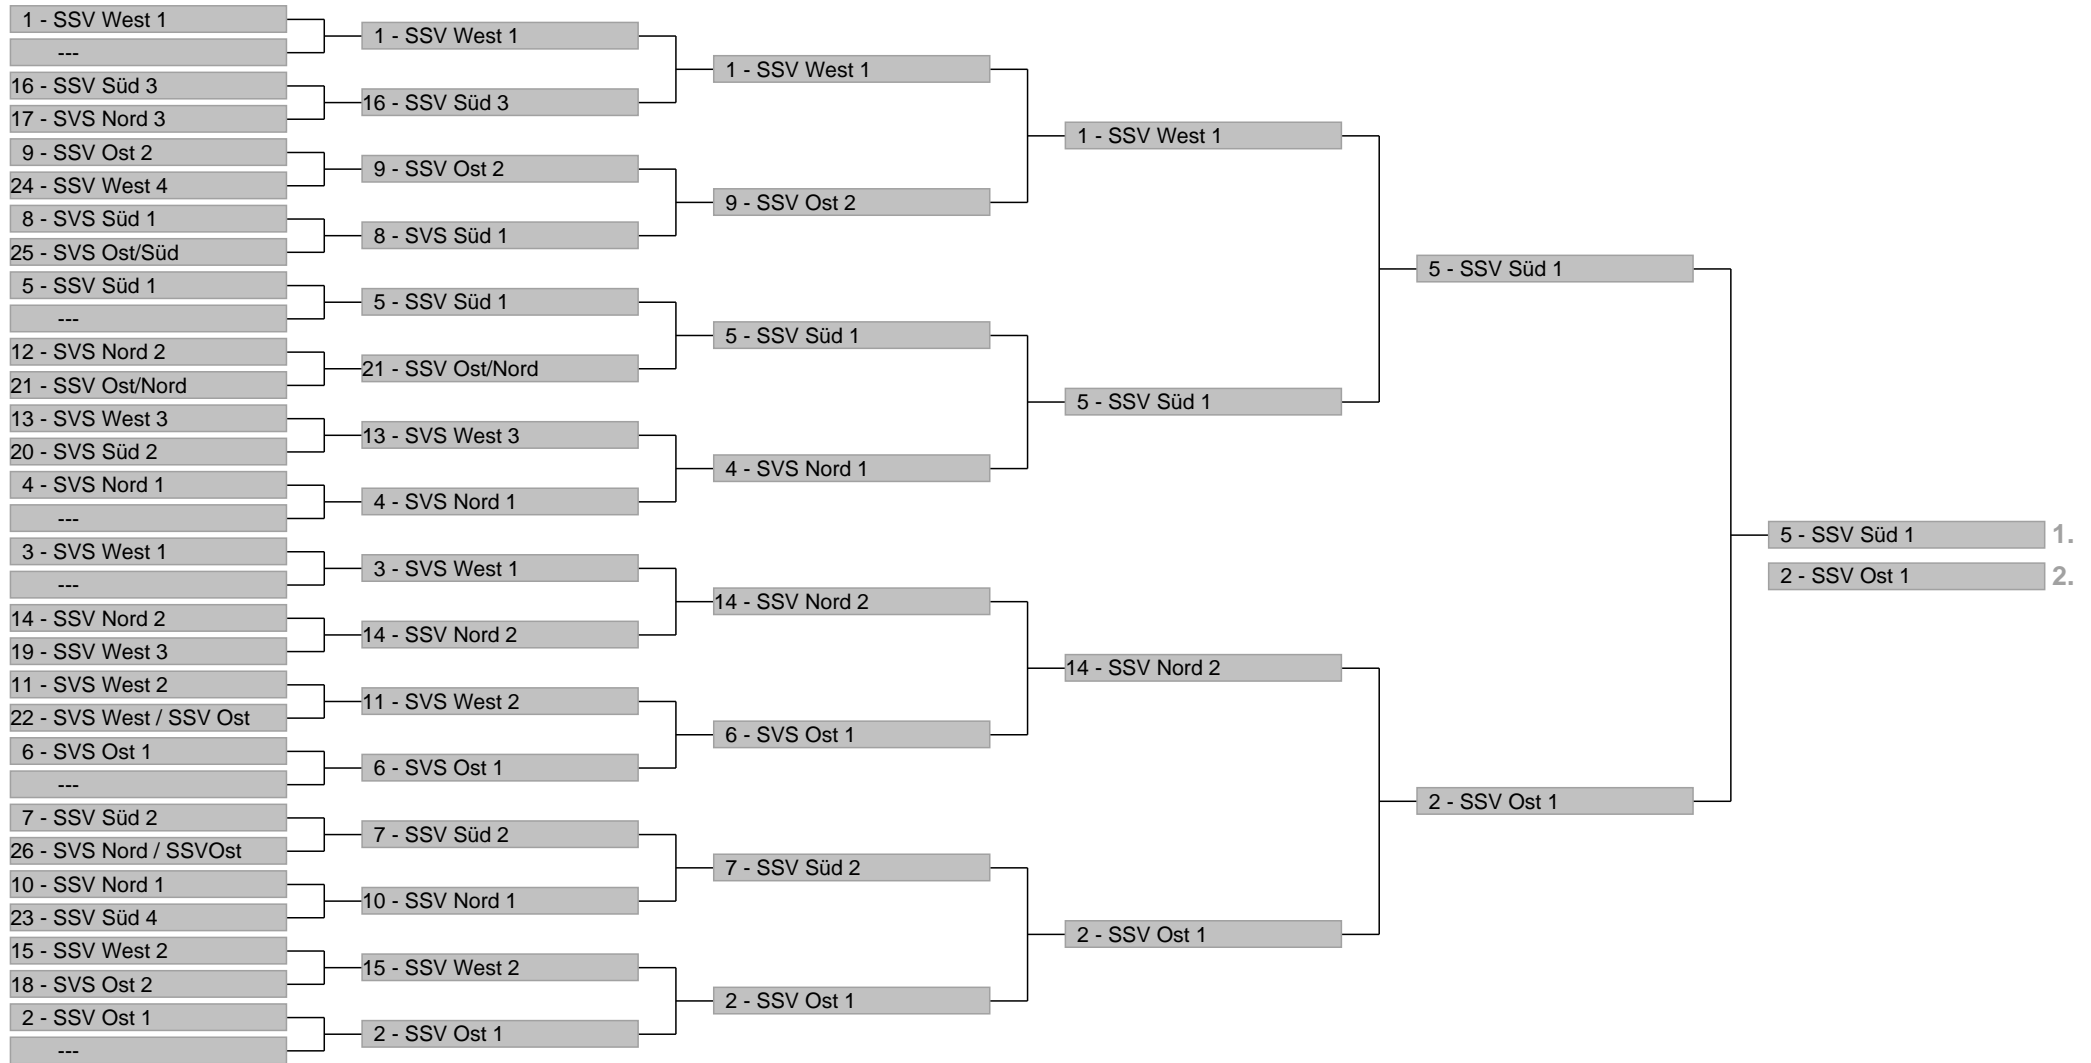 1 - SSV West 1
---
16 - SSV Süd 3
17 - SVS Nord 3
9 - SSV Ost 2
24 - SSV West 4
8 - SVS Süd 1
25 - SVS Ost/Süd
5 - SSV Süd 1
---
12 - SVS Nord 2
21 - SSV Ost/Nord
13 - SVS West 3
20 - SVS Süd 2
4 - SVS Nord 1
---
3 - SVS West 1
---
14 - SSV Nord 2
19 - SSV West 3
11 - SVS West 2
22 - SVS West / SSV Ost
6 - SVS Ost 1
---
7 - SSV Süd 2
26 - SVS Nord / SSVOst
10 - SSV Nord 1
23 - SSV Süd 4
15 - SSV West 2
18 - SVS Ost 2
2 - SSV Ost 1
---
1 - SSV West 1
16 - SSV Süd 3
9 - SSV Ost 2
8 - SVS Süd 1
5 - SSV Süd 1
21 - SSV Ost/Nord
13 - SVS West 3
4 - SVS Nord 1
3 - SVS West 1
14 - SSV Nord 2
11 - SVS West 2
6 - SVS Ost 1
7 - SSV Süd 2
10 - SSV Nord 1
15 - SSV West 2
2 - SSV Ost 1
1 - SSV West 1
9 - SSV Ost 2
5 - SSV Süd 1
4 - SVS Nord 1
14 - SSV Nord 2
6 - SVS Ost 1
7 - SSV Süd 2
2 - SSV Ost 1
1 - SSV West 1
5 - SSV Süd 1
14 - SSV Nord 2
2 - SSV Ost 1
5 - SSV Süd 1
2 - SSV Ost 1
5 - SSV Süd 1 1.
2 - SSV Ost 1 2.